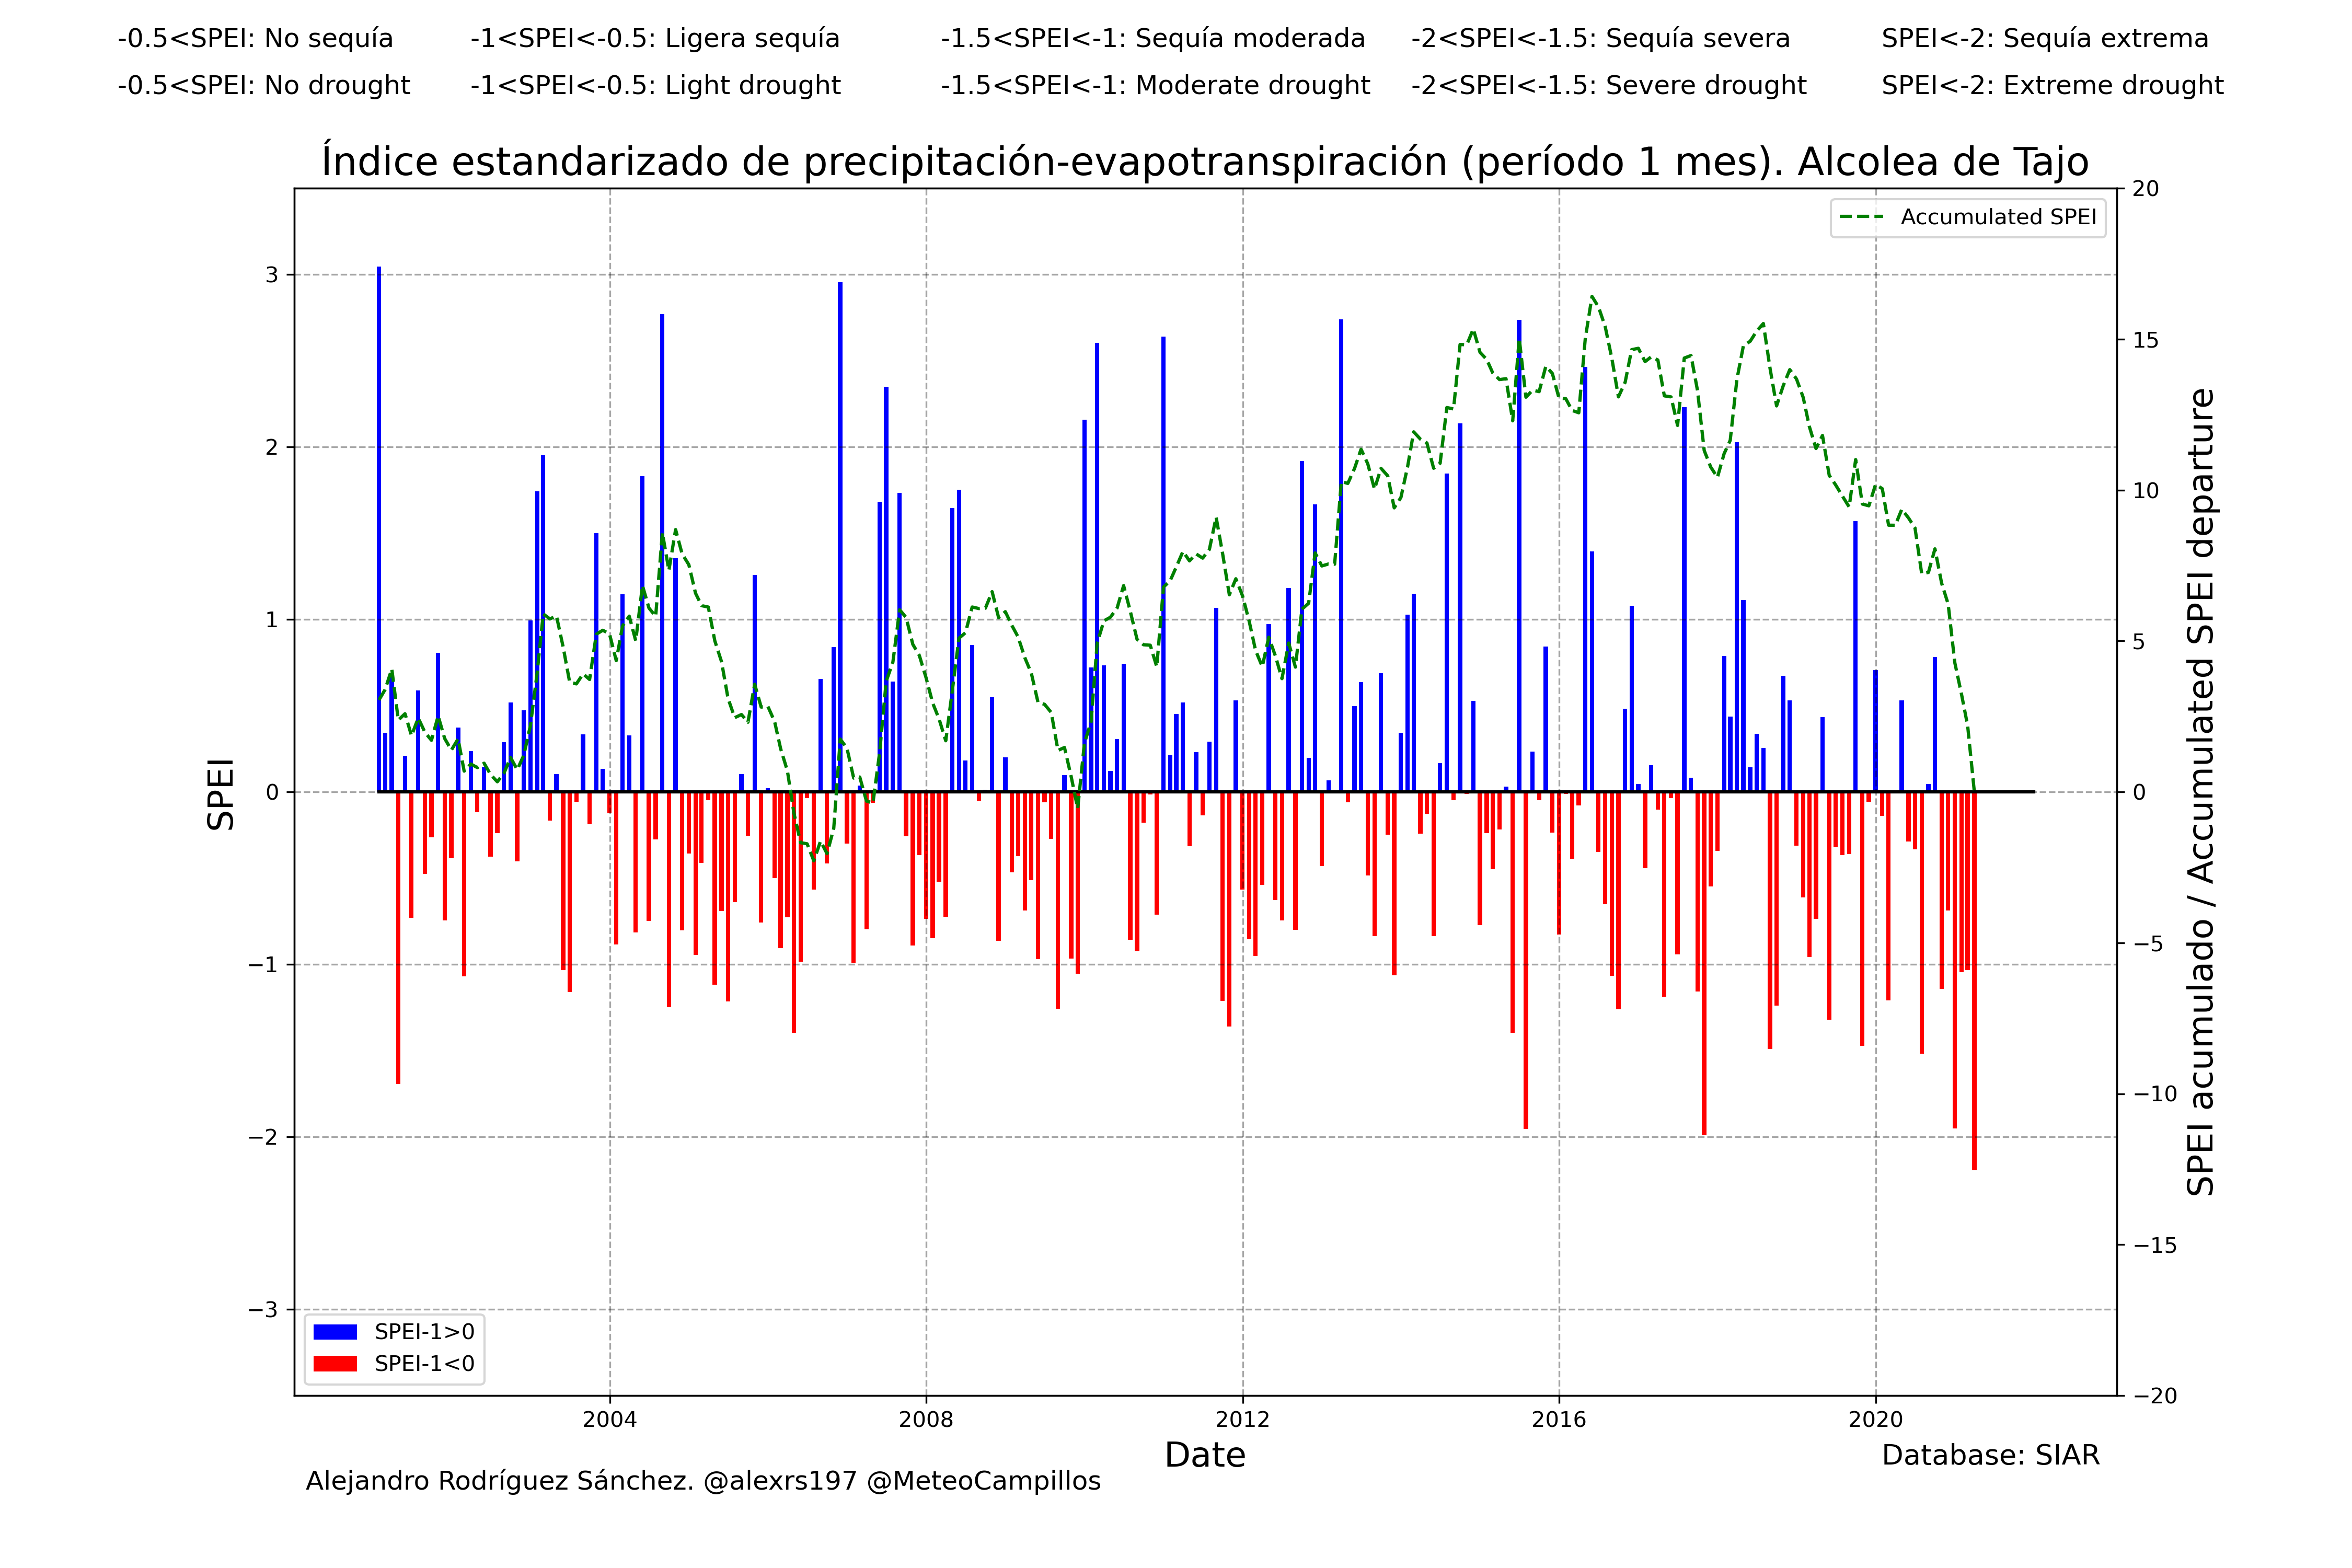 -0.5<SPEI: No sequía -1<SPEI<-0.5: Ligera sequía -1.5<SPEI<-1: Sequía moderada -2<SPEI<-1.5: Sequía severa SPEI<-2: Sequía extrema
-0.5<SPEI: No drought -1<SPEI<-0.5: Light drought -1.5<SPEI<-1: Moderate drought -2<SPEI<-1.5: Severe drought SPEI<-2: Extreme drought
Índice estandarizado de precipitación-evapotranspiración (período 1 mes). Alcolea de Tajo
Accumulated SPEI
3
2
1
0
−1
−2
−3
SPEI
20
15
10
5
0
−5
−10
−15
−20
SPEI acumulado / Accumulated SPEI departure
SPEI-1>0
SPEI-1<0
2004 2008 2012 2016 2020
Date
Database: SIAR
Alejandro Rodríguez Sánchez. @alexrs197 @MeteoCampillos